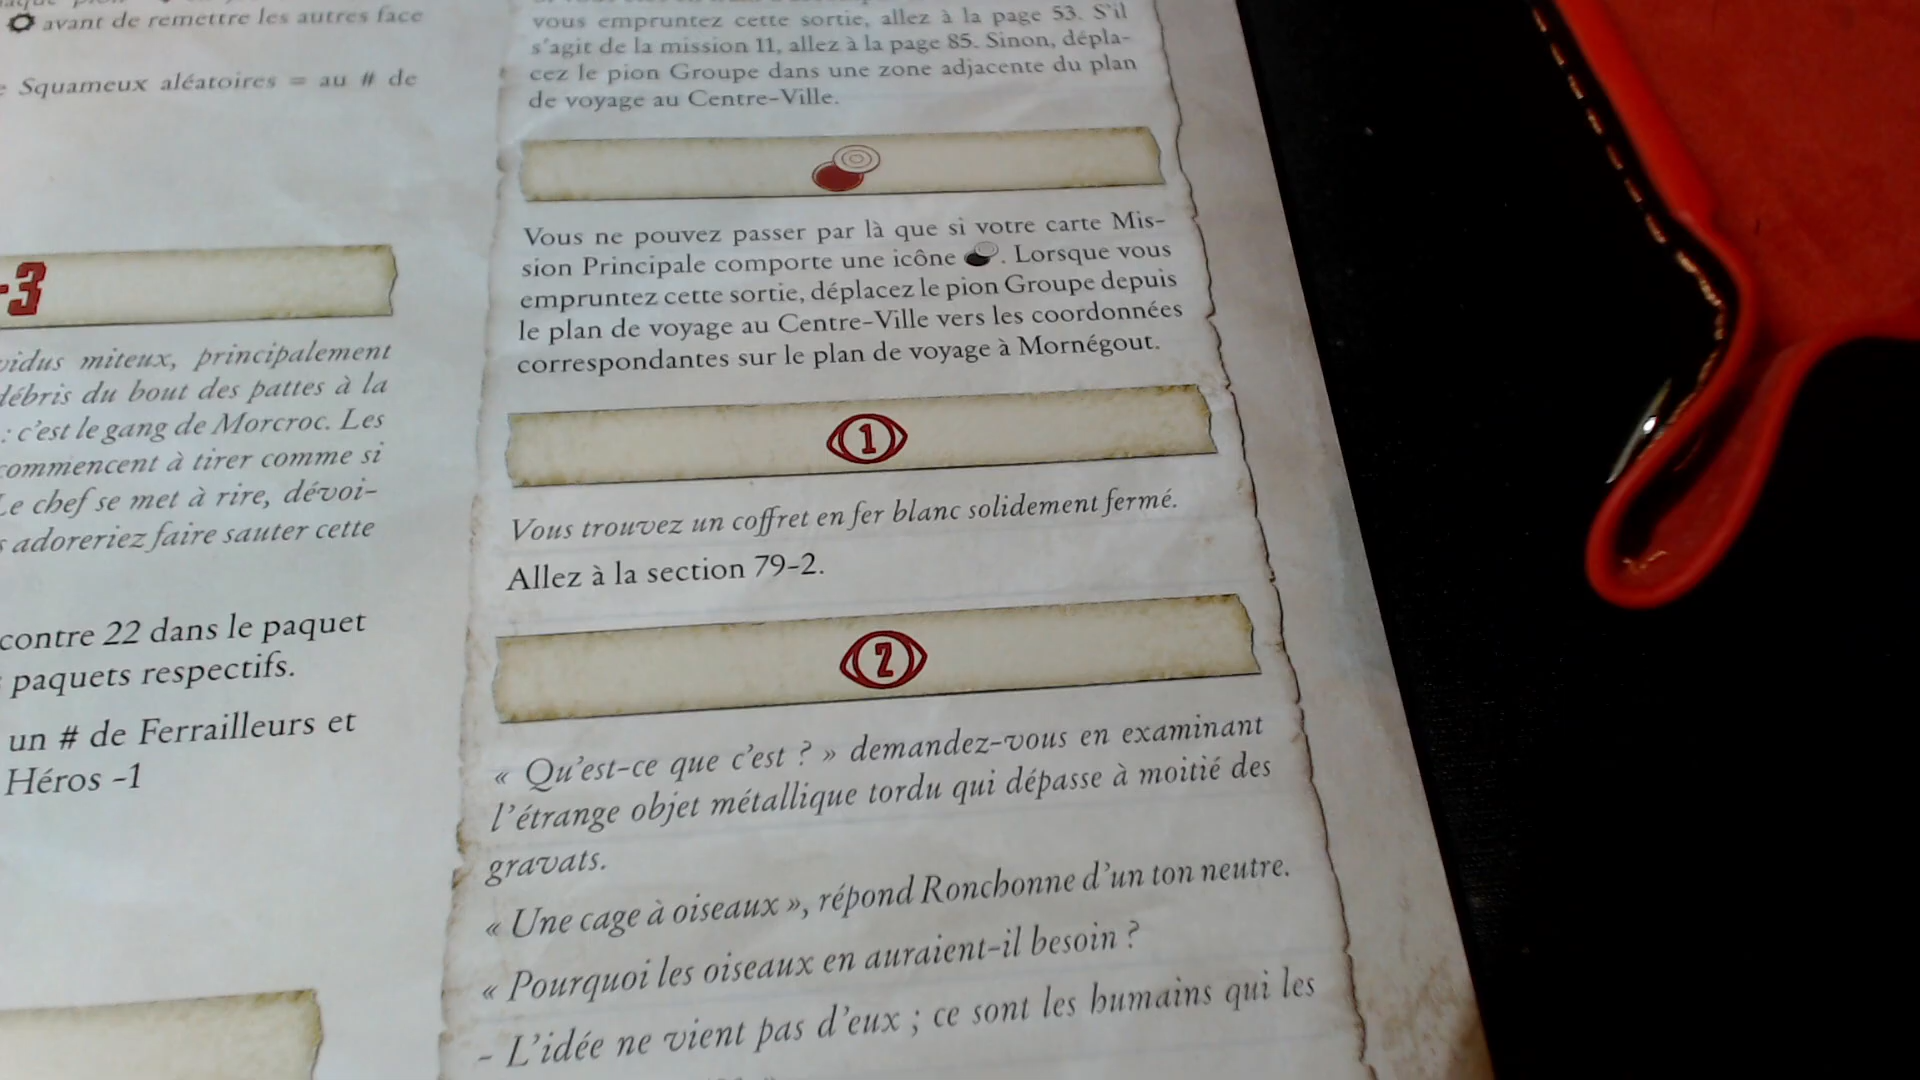 avant de remettre les autres face
Squameux aléatoires = au # de
-3
miteux, principalement
débris du bout des pattes à la
: c'est le gang de Morcroc. Les
commencent à tirer comme si
Le chef se met à rire, dévoi-
adoreriez faire sauter cette
contre 22 dans le paquet
paquets respectifs.
un # de Ferrailleurs et
Héros -1
vous empruntez cette sortie, allez à la page 53. S'il
s'agit de la mission 11, allez à la page 85. Sinon, dépla-
cez le pion Groupe dans une zone adjacente du plan
de voyage au Centre-Ville.
Vous ne pouvez passer par là que si votre carte Mis-
sion Principale comporte une icône . Lorsque vous
empruntez cette sortie, déplacez le pion Groupe depuis
le plan de voyage au Centre-Ville vers les coordonnées
correspondantes sur le plan de voyage à Mornégout.
1
Vous trouvez un coffret en fer blanc solidement fermé.
Allez à la section 79-2.
2
« Qu'est-ce que c'est ? » demandez-vous en examinant
l'étrange objet métallique tordu qui dépasse à moitié des
gravats.
« Une cage à oiseaux », répond Ronchonne d'un ton neutre.
« Pourquoi les oiseaux en auraient-il besoin ?
- L'idée ne vient pas d'eux ; ce sont les humains qui les